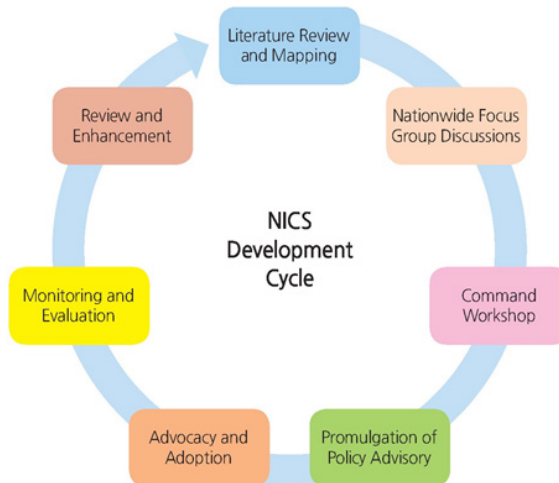 Literature Review
and Mapping
Nationwide Focus
Group Discussions
Command
Workshop
Promulgation of
Policy Advisory
Advocacy and
Adoption
Monitoring and
Evaluation
Review and
Enhancement
NICS
Development
Cycle